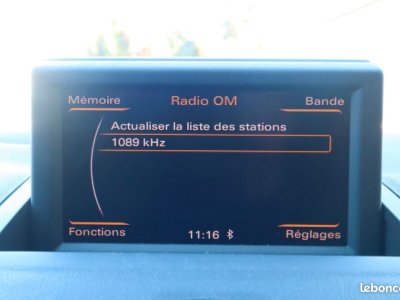 Mémoire Radio OM Bande
Actualiser la liste des stations
1089 kHz
Fonctions 11:16 Réglages
leboncoin